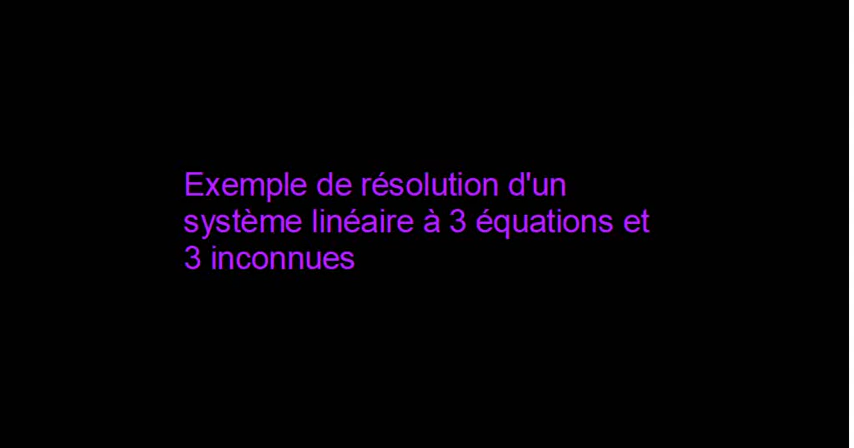 Exemple de résolution d'un
système linéaire à 3 équations et
3 inconnues